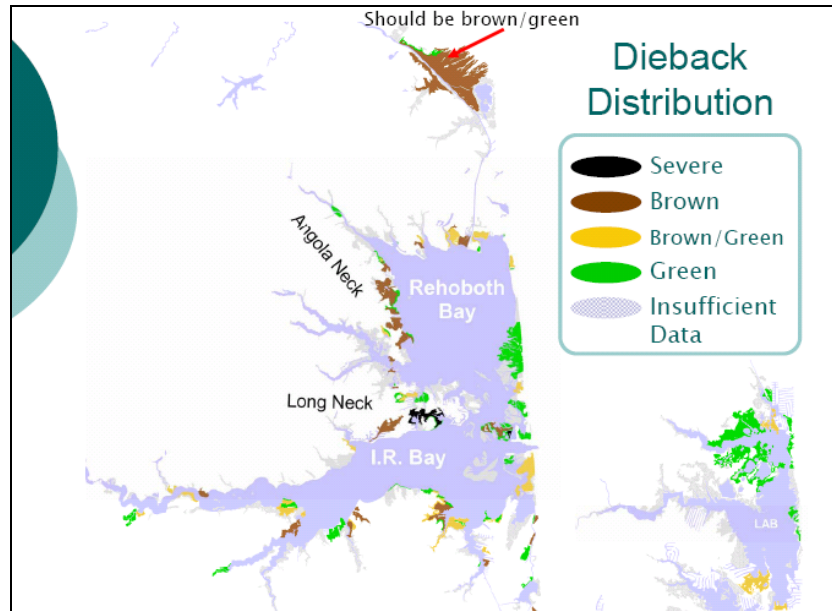 Should be brown/green
Dieback
Distribution
Severe
Brown
Brown/Green
Green
Insufficient
Data
Angola Neck
Rehoboth
Bay
Long Neck
I.R. Bay
LAB